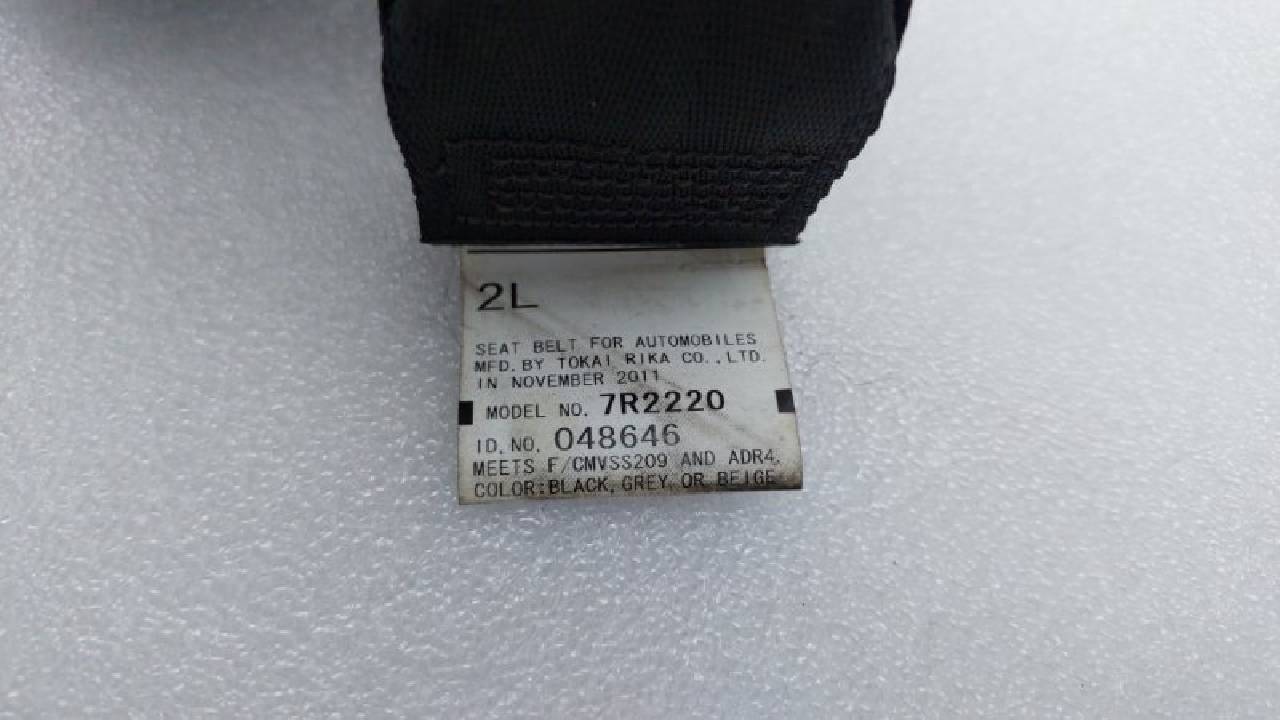 2L
SEAT BELT FOR AUTOMOBILES
MFD. BY TOKAI RIKA CO., LTD.
IN NOVEMBER 2011
MODEL NO. 7R2220
ID. NO. 048646
MEETS F/CMVSS209 AND ADR4.
COLOR:BLACK, GREY, OR BEIGE